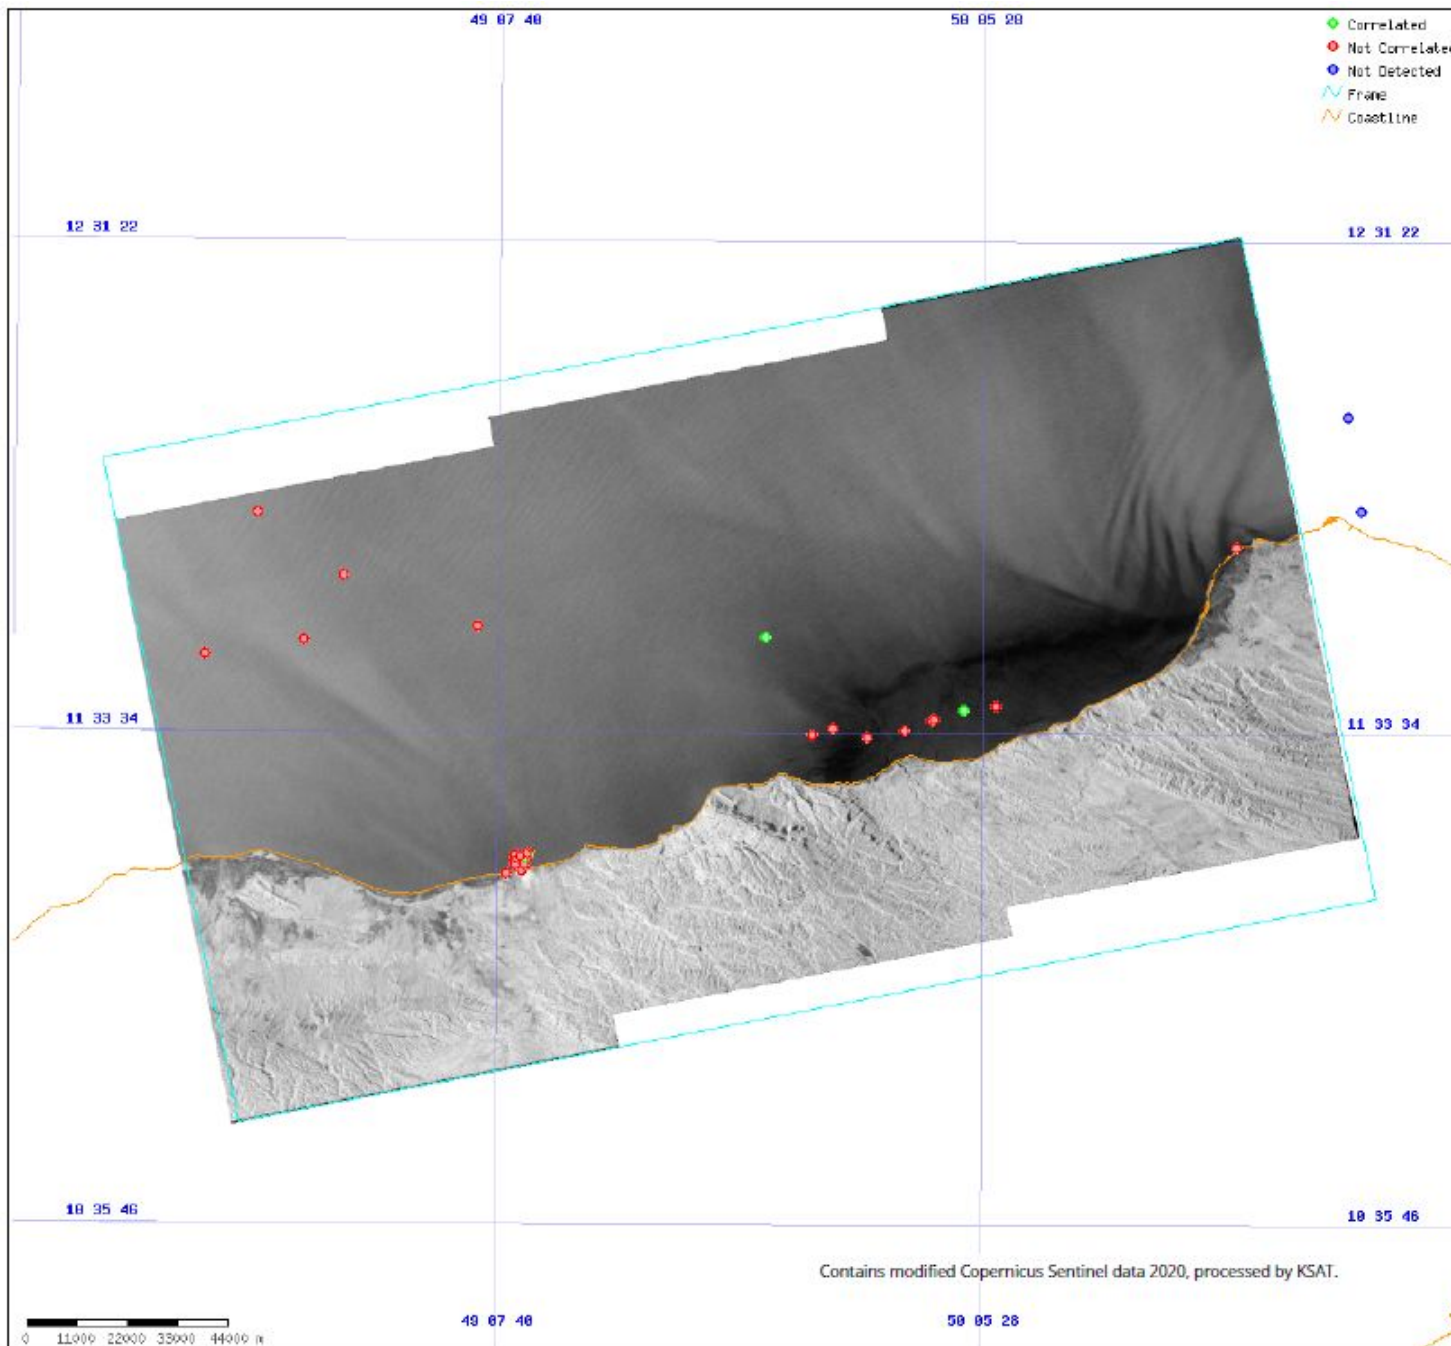 49 07 40 50 05 28
Correlated
Not Correlated
Not Detected
Frame
Coastline
12 31 22 12 31 22
11 33 34 11 33 34
10 35 46 10 35 46
Contains modified Copernicus Sentinel data 2020, processed by KSAT.
49 07 40 50 05 28
0 11000 22000 33000 44000 m